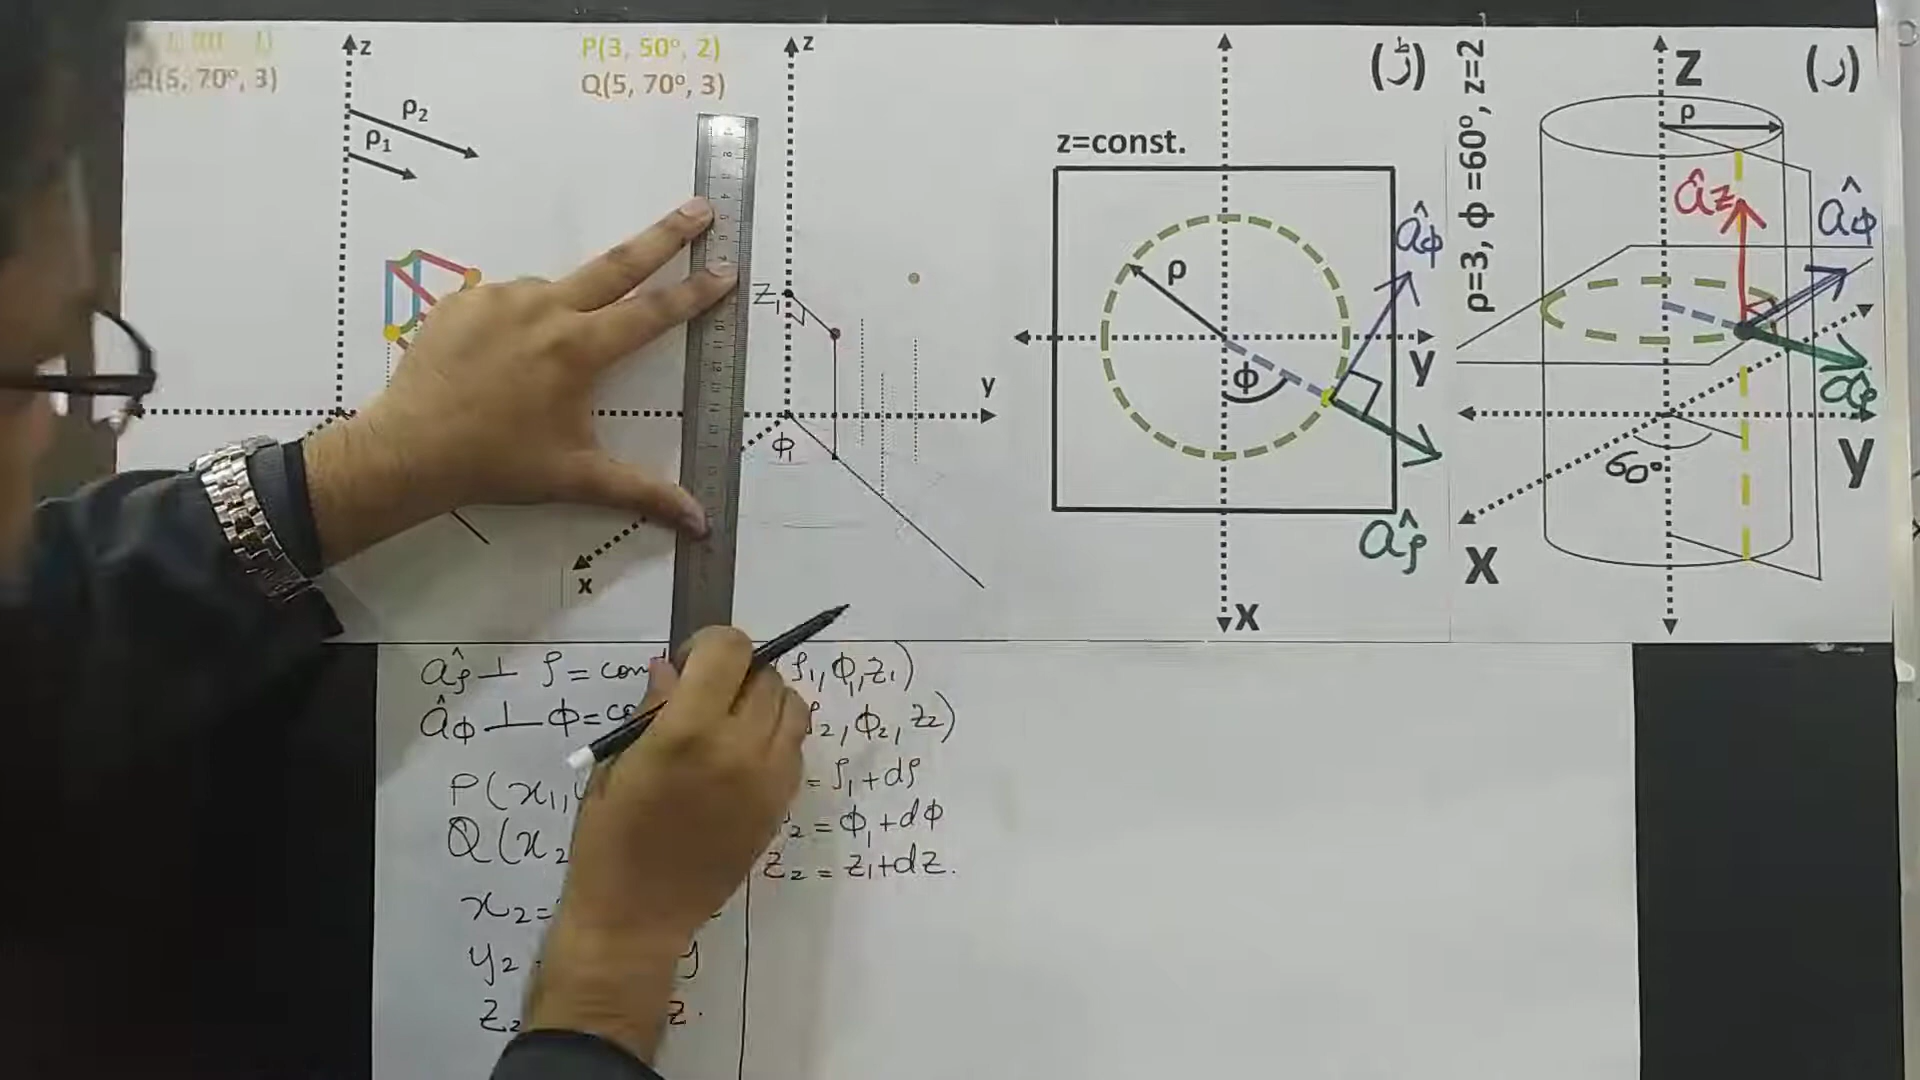 Q(5, 70°, 3)
z
ρ₂
ρ₁
P(3, 50°, 2)
Q(5, 70°, 3)
z
Z₁
y
ϕ₁
x
(ڑ)
z=const.
âϕ
ρ
ϕ
y
âρ
x
ρ=3, ϕ=60°, z=2
(ر)
Z
ρ
âz
âϕ
âρ
60°
y
x
âρ ⊥ ρ = con
âϕ ⊥ ϕ = co
P(x₁,
Q(x₂
x₂ =
y₂
y
z₂
z.
(ρ₁, ϕ₁, z₁)
ρ₂, ϕ₂, z₂)
= ρ₁ + dρ
₂ = ϕ₁ + dϕ
z₂ = z₁ + dz.